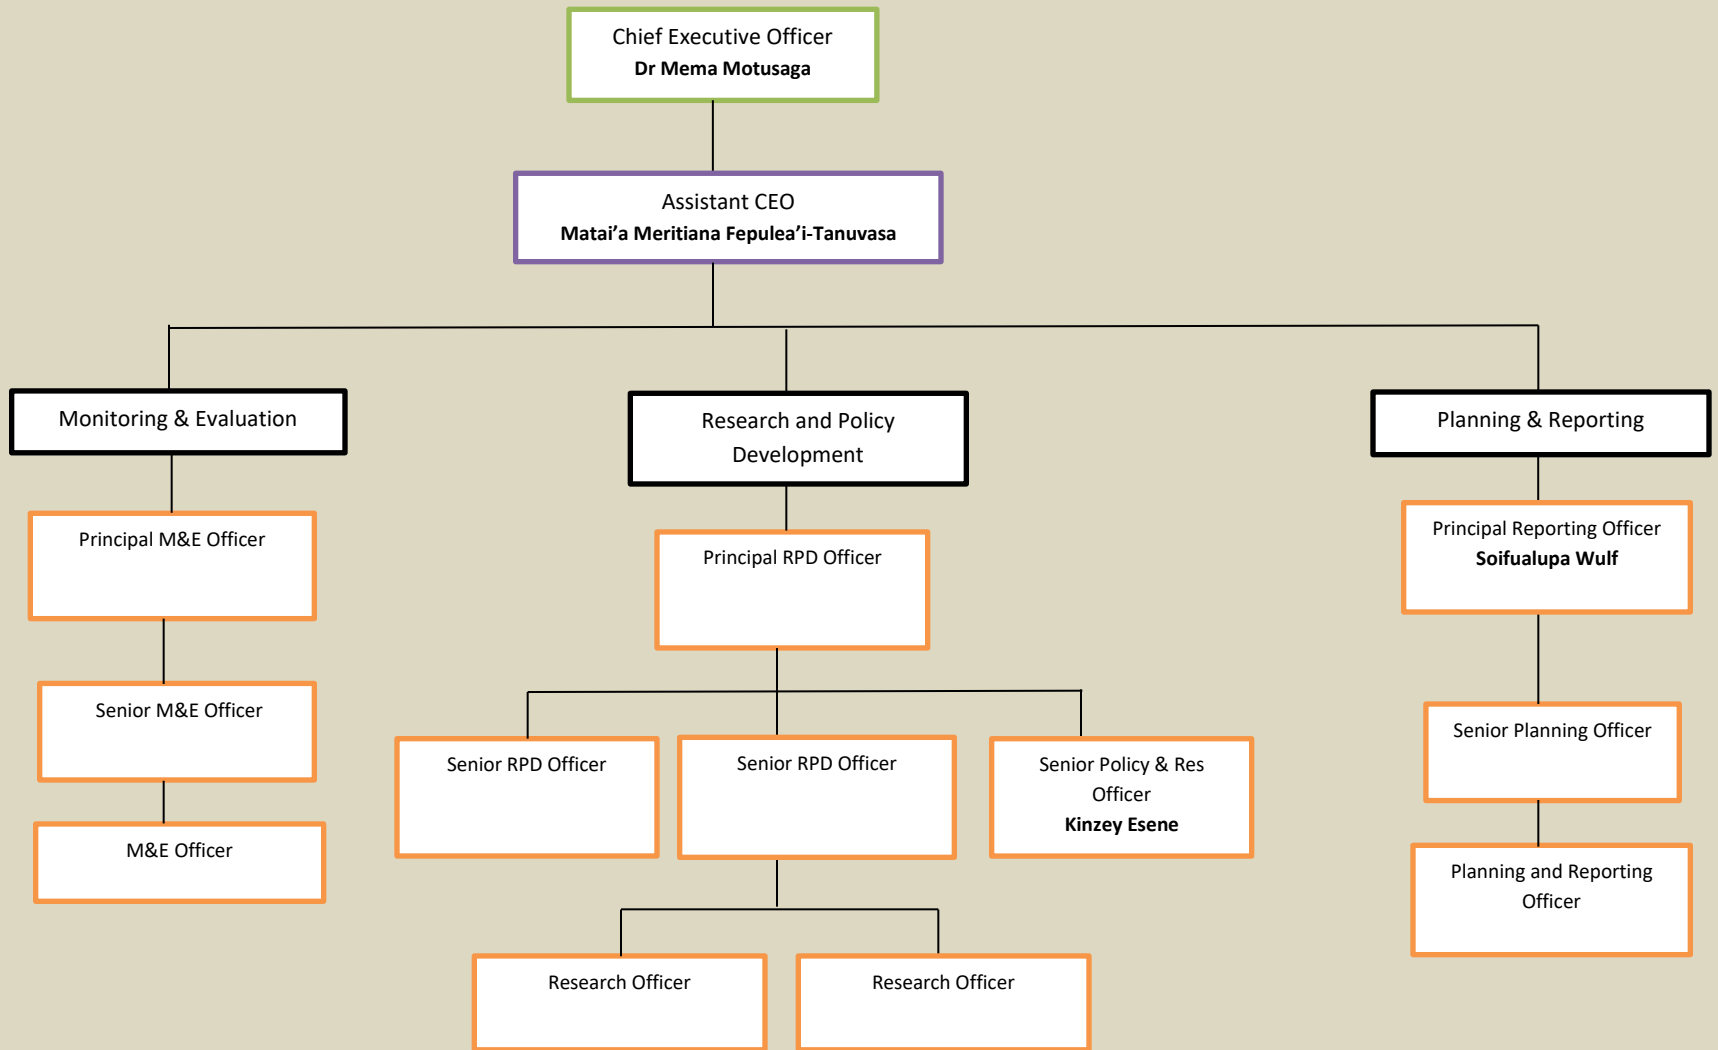 Chief Executive Officer
Dr Mema Motusaga
Assistant CEO
Matai’a Meritiana Fepulea’i-Tanuvasa
Monitoring & Evaluation
Research and Policy
Development
Planning & Reporting
Principal M&E Officer
Principal RPD Officer
Principal Reporting Officer
Soifualupa Wulf
Senior M&E Officer
Senior RPD Officer
Senior RPD Officer
Senior Policy & Res
Officer
Kinzey Esene
Senior Planning Officer
M&E Officer
Planning and Reporting
Officer
Research Officer
Research Officer